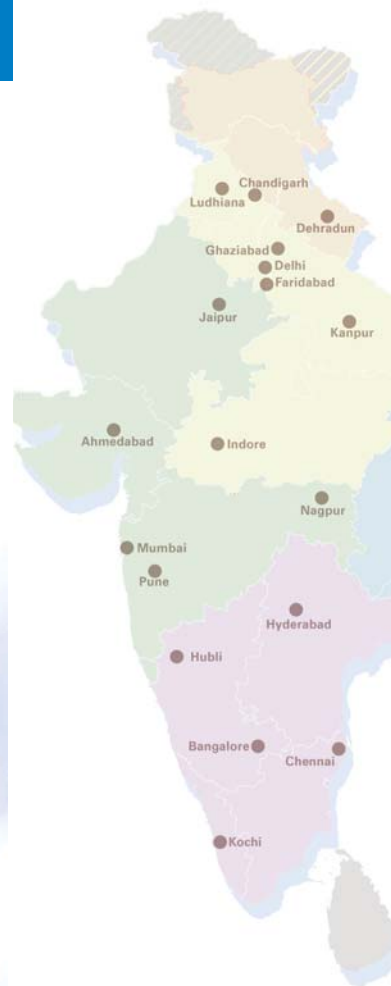 Chandigarh
Ludhiana
Dehradun
Ghaziabad
Delhi
Faridabad
Jaipur
Kanpur
Ahmedabad
Indore
Nagpur
Mumbai
Pune
Hyderabad
Hubli
Bangalore
Chennai
Kochi